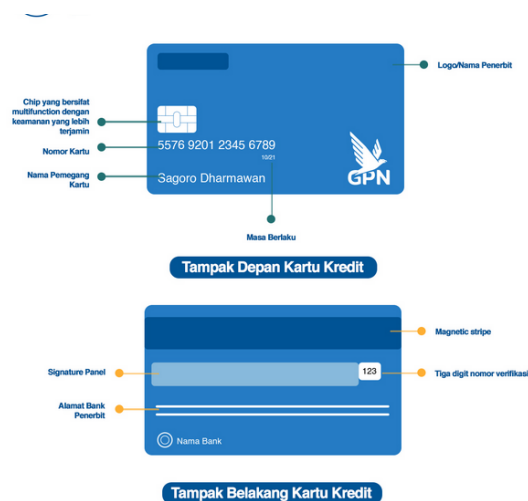 Logo/Nama Penerbit
Chip yang bersifat
multifunction dengan
keamanan yang lebih
terjamin
Nomor Kartu
5576 9201 2345 6789
10/21
Nama Pemegang
Kartu
Sagoro Dharmawan
GPN
Masa Berlaku
Tampak Depan Kartu Kredit
Magnetic stripe
Signature Panel
123
Tiga digit nomor verifikasi
Alamat Bank
Penerbit
Nama Bank
Tampak Belakang Kartu Kredit